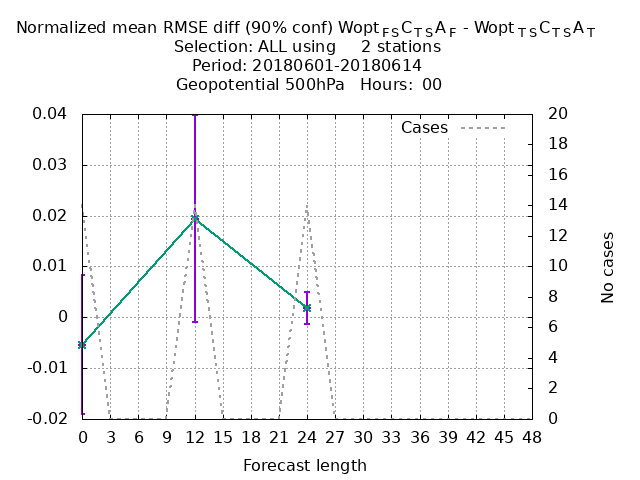 Normalized mean RMSE diff (90% conf) Wopt FS C TS A F - Wopt TS C TS A T
Selection: ALL using 2 stations
Period: 20180601-20180614
Geopotential 500hPa Hours: 00
Cases
0.04
0.03
0.02
0.01
0
-0.01
-0.02
20
18
16
14
12
10
8
6
4
2
0
No cases
0 3 6 9 12 15 18 21 24 27 30 33 36 39 42 45 48
Forecast length